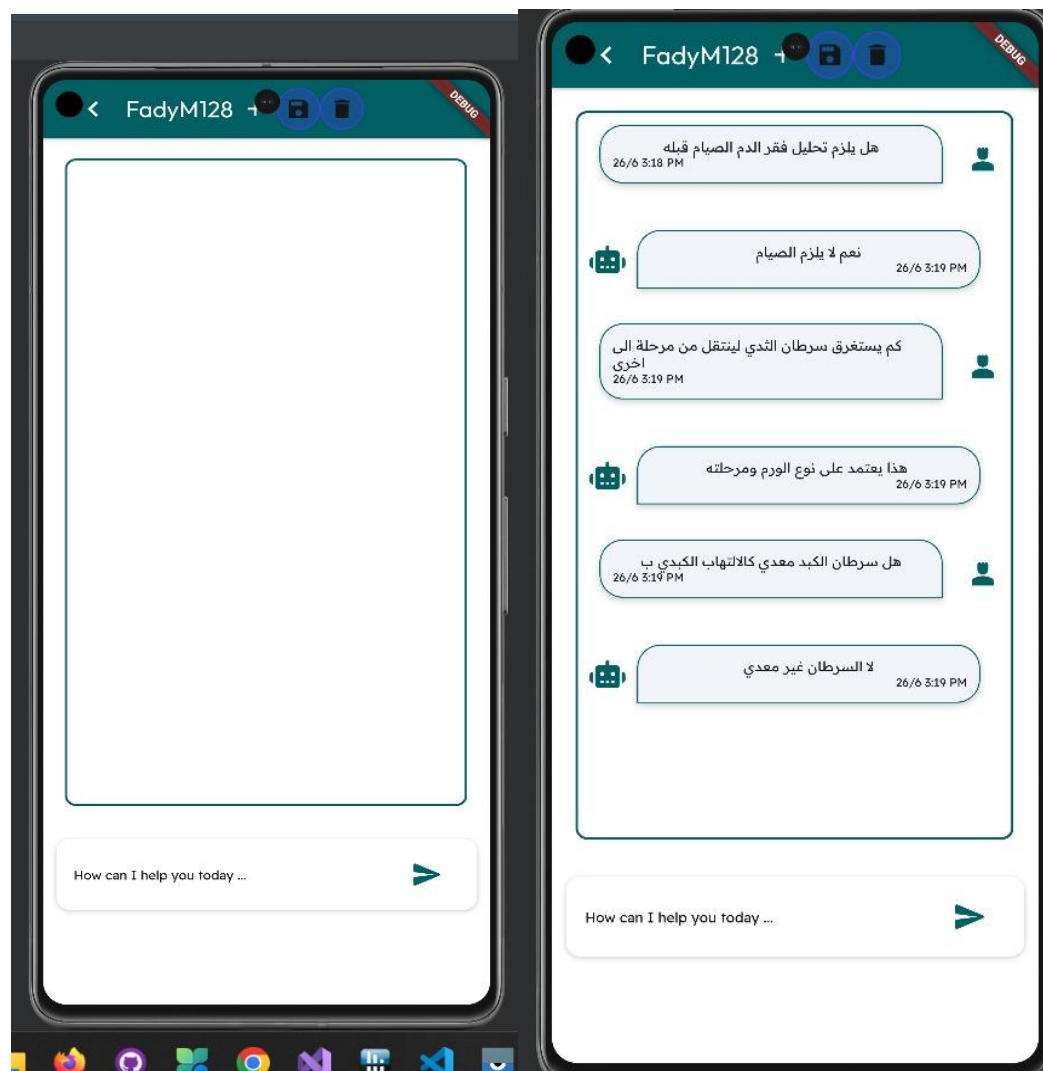 FadyM128 +
DEBUG
How can I help you today ...
FadyM128 +
DEBUG
هل يلزم تحليل فقر الدم الصيام قبله
26/6 3:18 PM
نعم لا يلزم الصيام
26/6 3:19 PM
كم يستغرق سرطان الثدي لينتقل من مرحلة الى
اخرى
26/6 3:19 PM
هذا يعتمد على نوع الورم ومرحلته
26/6 3:19 PM
هل سرطان الكبد معدي كالالتهاب الكبدي ب
26/6 3:19 PM
لا السرطان غير معدي
26/6 3:19 PM
How can I help you today ...